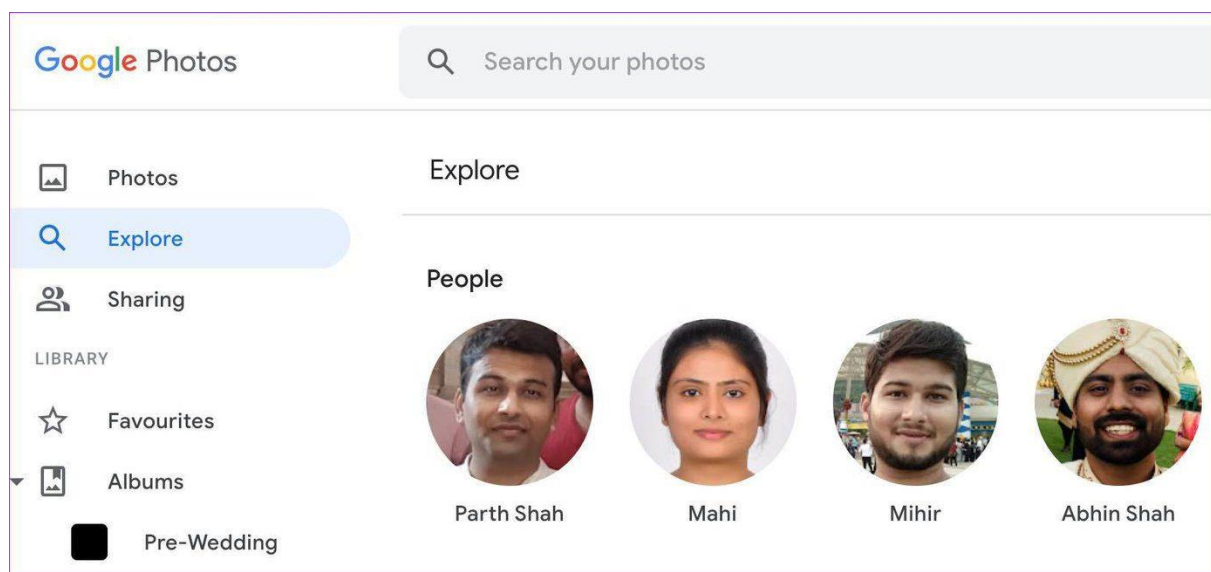 Google Photos
Search your photos
Photos
Explore
Sharing
LIBRARY
Favourites
Albums
Pre-Wedding
Explore
People
Parth Shah
Mahi
Mihir
Abhin Shah